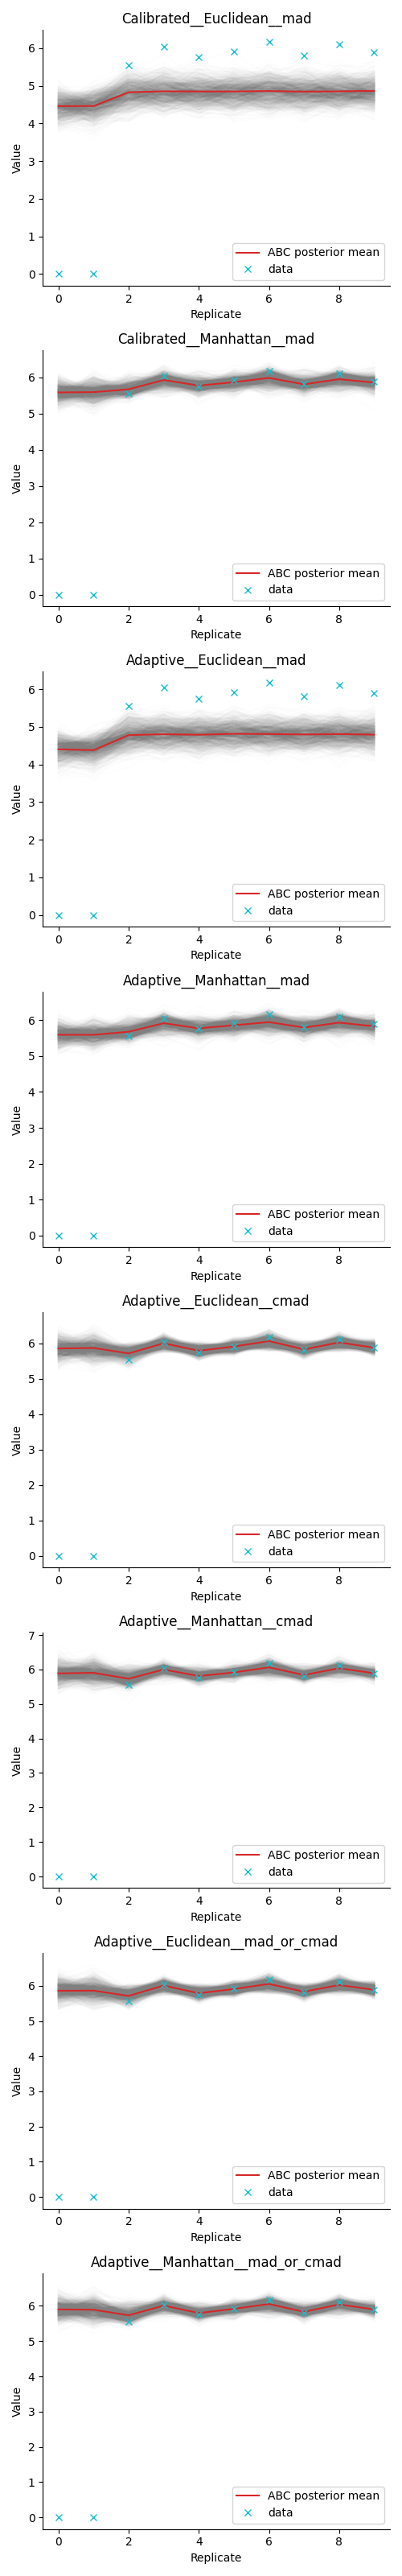 Calibrated__Euclidean__mad
6
5
4
3
2
1
0
Value
ABC posterior mean
data
0 2 4 6 8
Replicate
Calibrated__Manhattan__mad
6
5
4
3
2
1
0
Value
ABC posterior mean
data
0 2 4 6 8
Replicate
Adaptive__Euclidean__mad
6
5
4
3
2
1
0
Value
ABC posterior mean
data
0 2 4 6 8
Replicate
Adaptive__Manhattan__mad
6
5
4
3
2
1
0
Value
ABC posterior mean
data
0 2 4 6 8
Replicate
Adaptive__Euclidean__cmad
6
5
4
3
2
1
0
Value
ABC posterior mean
data
0 2 4 6 8
Replicate
Adaptive__Manhattan__cmad
7
6
5
4
3
2
1
0
Value
ABC posterior mean
data
0 2 4 6 8
Replicate
Adaptive__Euclidean__mad_or_cmad
6
5
4
3
2
1
0
Value
ABC posterior mean
data
0 2 4 6 8
Replicate
Adaptive__Manhattan__mad_or_cmad
6
5
4
3
2
1
0
Value
ABC posterior mean
data
0 2 4 6 8
Replicate